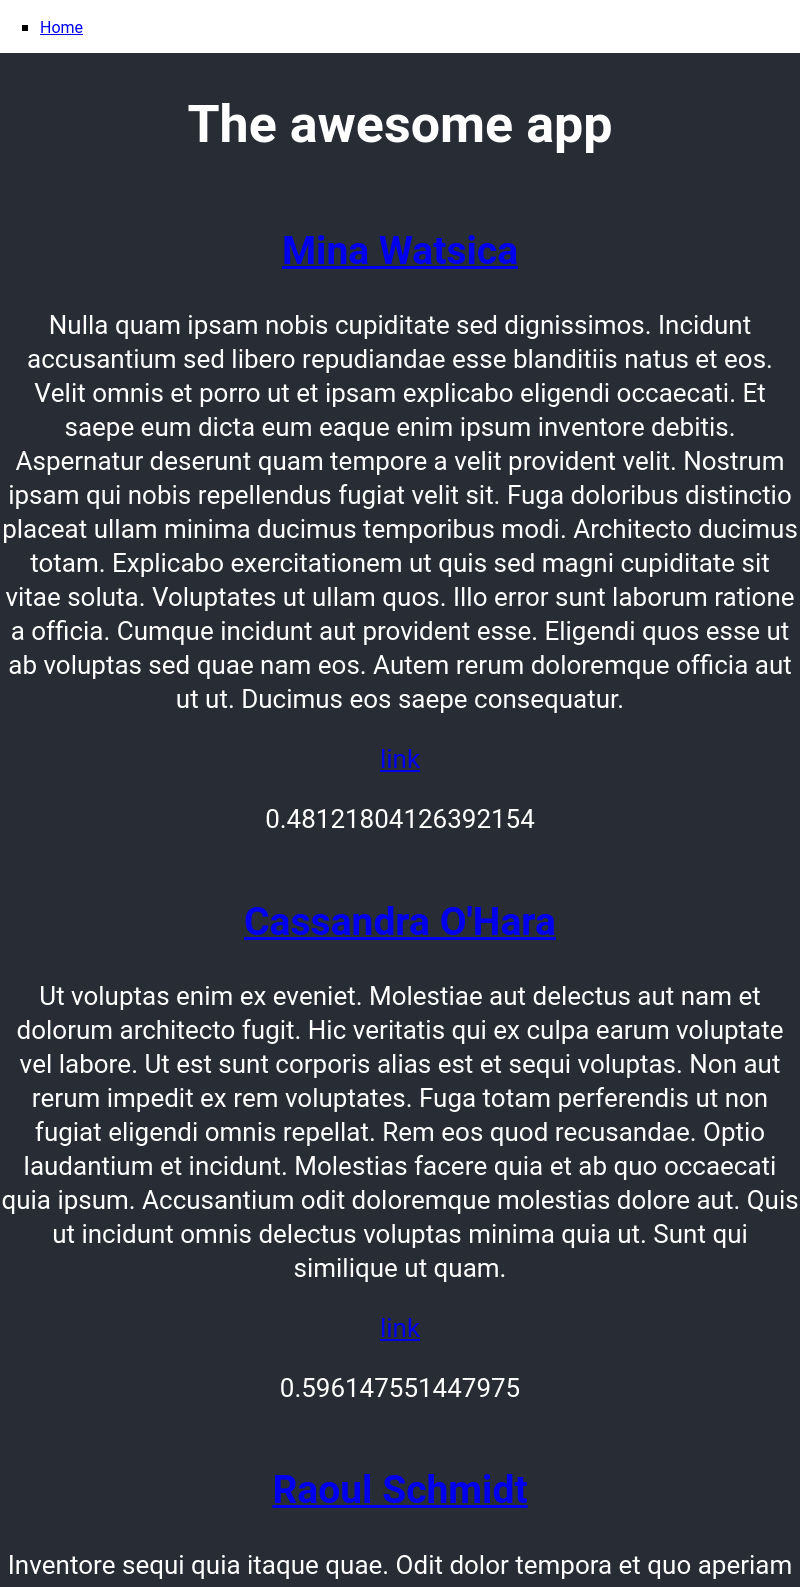 Home
The awesome app
Mina Watsica
Nulla quam ipsam nobis cupiditate sed dignissimos. Incidunt
accusantium sed libero repudiandae esse blanditiis natus et eos.
Velit omnis et porro ut et ipsam explicabo eligendi occaecati. Et
saepe eum dicta eum eaque enim ipsum inventore debitis.
Aspernatur deserunt quam tempore a velit provident velit. Nostrum
ipsam qui nobis repellendus fugiat velit sit. Fuga doloribus distinctio
placeat ullam minima ducimus temporibus modi. Architecto ducimus
totam. Explicabo exercitationem ut quis sed magni cupiditate sit
vitae soluta. Voluptates ut ullam quos. Illo error sunt laborum ratione
a officia. Cumque incidunt aut provident esse. Eligendi quos esse ut
ab voluptas sed quae nam eos. Autem rerum doloremque officia aut
ut ut. Ducimus eos saepe consequatur.
link
0.48121804126392154
Cassandra O'Hara
Ut voluptas enim ex eveniet. Molestiae aut delectus aut nam et
dolorum architecto fugit. Hic veritatis qui ex culpa earum voluptate
vel labore. Ut est sunt corporis alias est et sequi voluptas. Non aut
rerum impedit ex rem voluptates. Fuga totam perferendis ut non
fugiat eligendi omnis repellat. Rem eos quod recusandae. Optio
laudantium et incidunt. Molestias facere quia et ab quo occaecati
quia ipsum. Accusantium odit doloremque molestias dolore aut. Quis
ut incidunt omnis delectus voluptas minima quia ut. Sunt qui
similique ut quam.
link
0.596147551447975
Raoul Schmidt
Inventore sequi quia itaque quae. Odit dolor tempora et quo aperiam